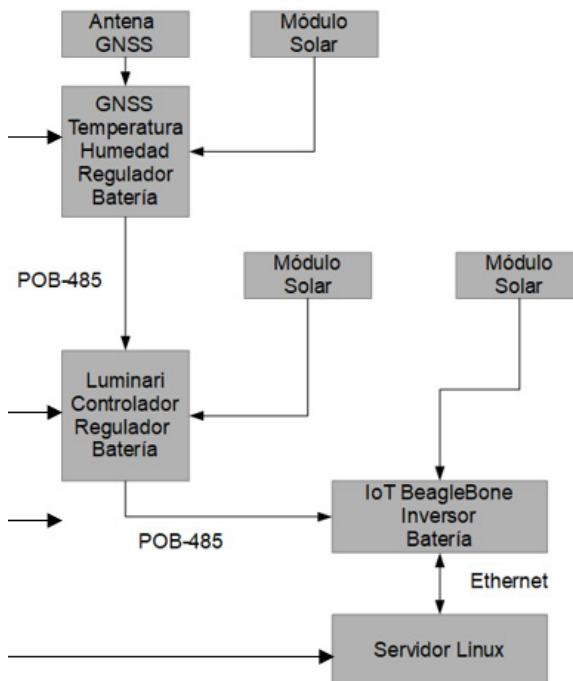 Antena
GNSS
Módulo
Solar
GNSS
Temperatura
Humedad
Regulador
Batería
POB-485
Módulo
Solar
Módulo
Solar
Luminari
Controlador
Regulador
Batería
IoT BeagleBone
Inversor
Batería
POB-485
Ethernet
Servidor Linux